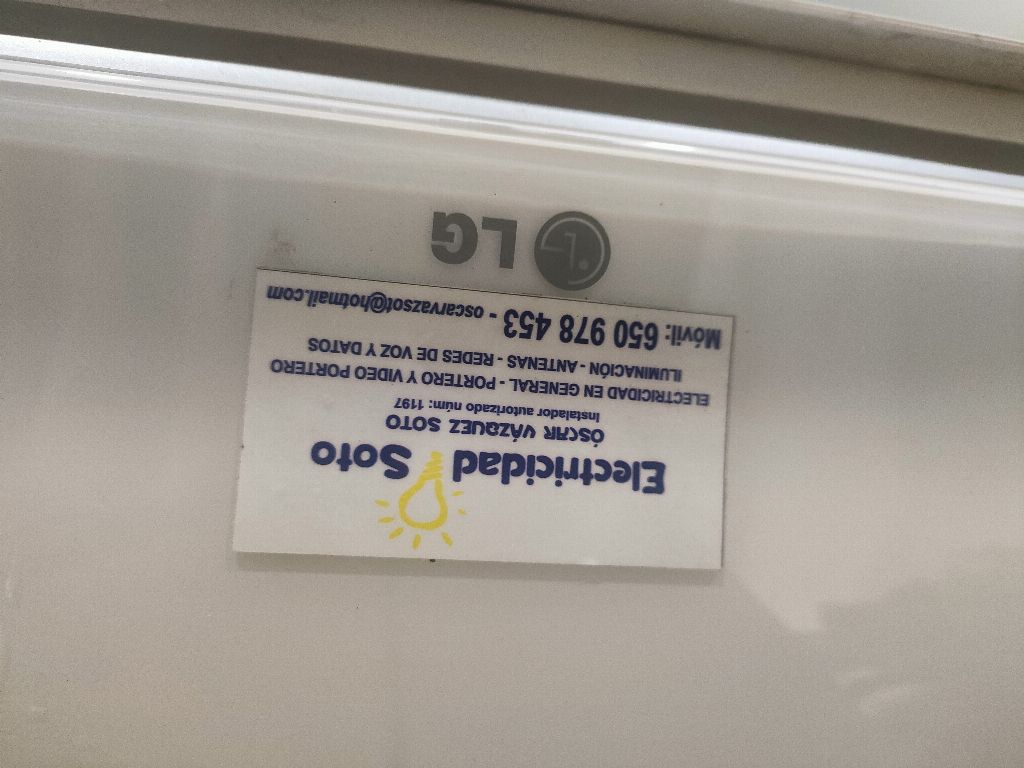 Electricidad Soto
ÓSCAR VÁZQUEZ SOTO
Instalador autorizado núm: 1197
ELECTRICIDAD EN GENERAL - PORTERO Y VIDEO PORTERO
ILUMINACIÓN - ANTENAS - REDES DE VOZ Y DATOS
Móvil: 650 978 453 - oscarvazsot@hotmail.com
LG